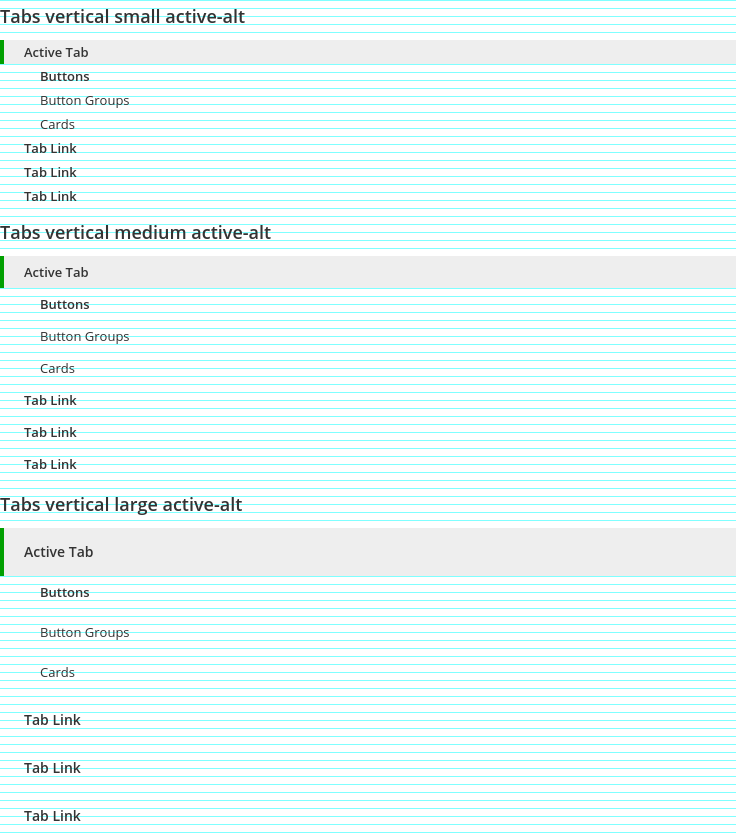 Tabs vertical small active-alt
Active Tab
Buttons
Button Groups
Cards
Tab Link
Tab Link
Tab Link
Tabs vertical medium active-alt
Active Tab
Buttons
Button Groups
Cards
Tab Link
Tab Link
Tab Link
Tabs vertical large active-alt
Active Tab
Buttons
Button Groups
Cards
Tab Link
Tab Link
Tab Link